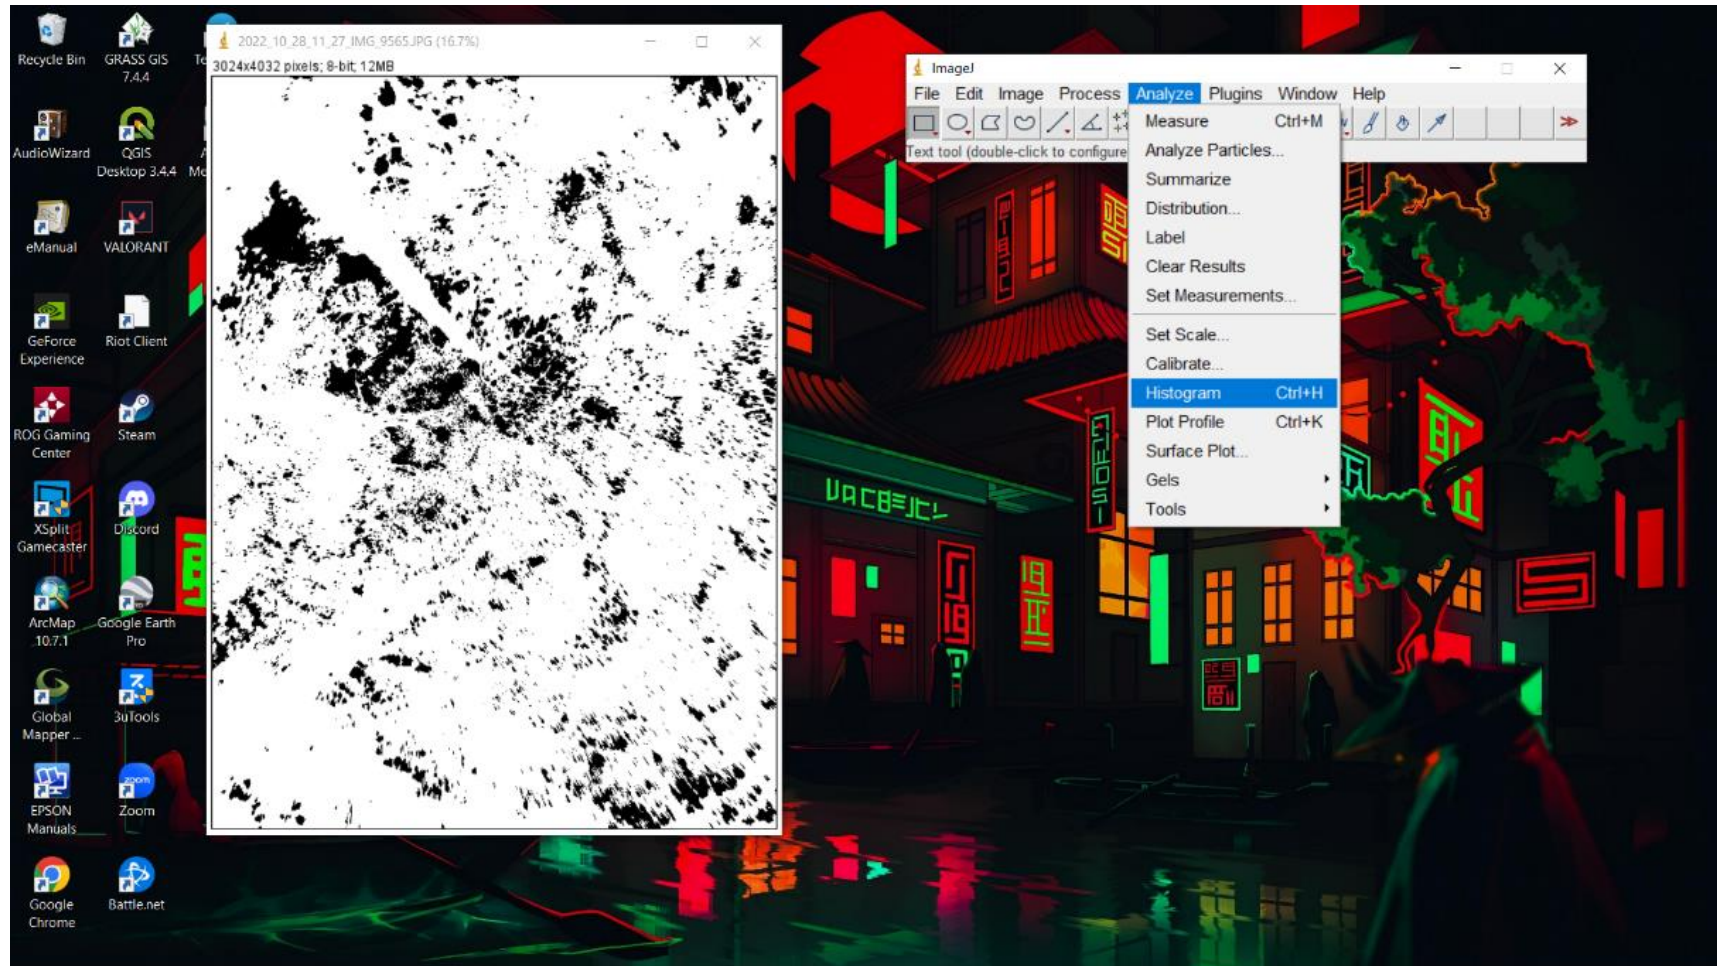 Recycle Bin
GRASS GIS
7.4.4
AudioWizard
QGIS
Desktop 3.4.4
eManual
VALORANT
GeForce
Experience
Riot Client
ROG Gaming
Center
Steam
XSplit
Gamecaster
Discord
ArcMap
10.7.1
Google Earth
Pro
Global
Mapper ...
3uTools
EPSON
Manuals
zoom
Zoom
Google
Chrome
Battle.net
2022_10_28_11_27_IMG_9565.JPG (16.7%)
3024x4032 pixels; 8-bit; 12MB
ImageJ
File Edit Image Process Analyze Plugins Window Help
Text tool (double-click to configure
Measure Ctrl+M
Analyze Particles...
Summarize
Distribution...
Label
Clear Results
Set Measurements...
Set Scale...
Calibrate...
Histogram Ctrl+H
Plot Profile Ctrl+K
Surface Plot...
Gels
Tools